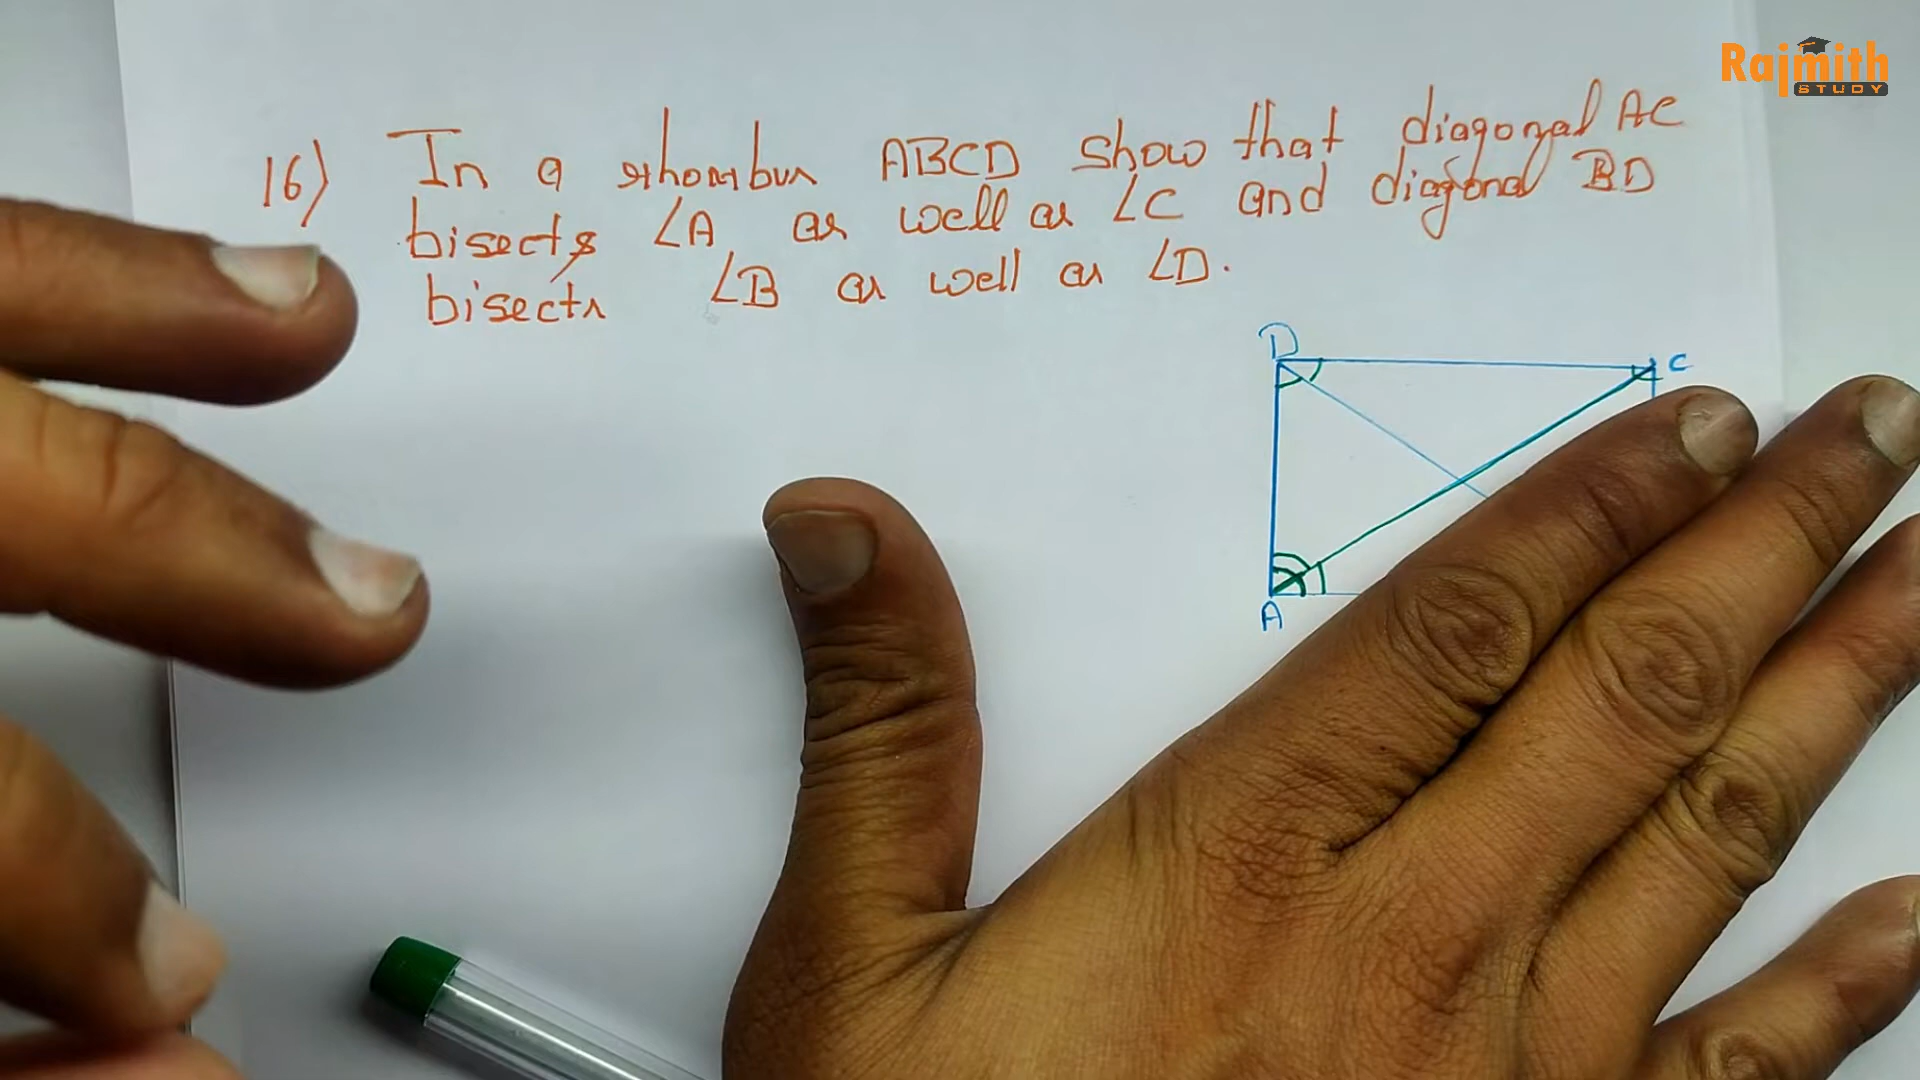 Rajmith
STUDY
16) In a rhombus ABCD show that diagonal AC
bisects ∠A as well as ∠C and diagonal BD
bisects ∠B as well as ∠D.
D
C
A